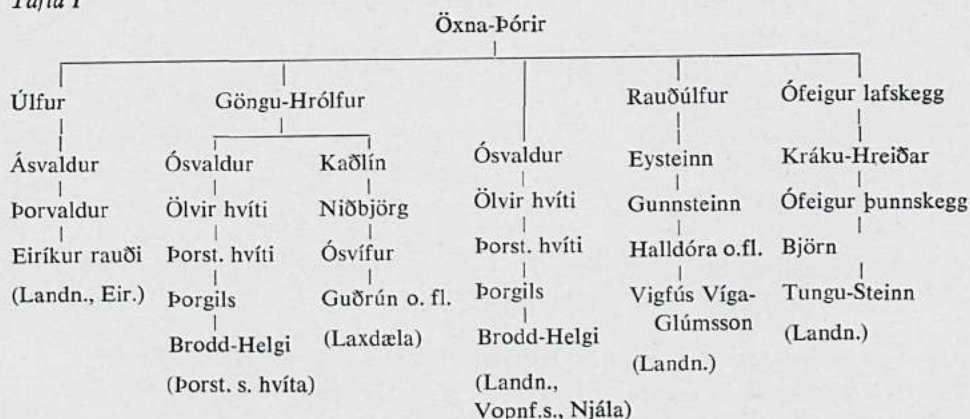 Tafla I
Öxna-Þórir
Úlfur Göngu-Hrólfur Rauðúlfur Ófeigur lafskegg
Ásvaldur Ósvaldur Kaðlín Ósvaldur Eysteinn Kráku-Hreiðar
Þorvaldur Ölvir hvíti Niðbjörg Ölvir hvíti Gunnsteinn Ófeigur þunnskegg
Eiríkur rauði Þorst. hvíti Ósvífur Þorst. hvíti Halldóra o.fl. Björn
(Landn., Eir.) Þorgils Guðrún o. fl. Þorgils Vigfús Víga- Tungu-Steinn
Glúmsson
Brodd-Helgi (Laxdæla) Brodd-Helgi (Landn.)
(Landn.)
(Þorst. s. hvíta) (Landn.,
Vopnf.s., Njála)